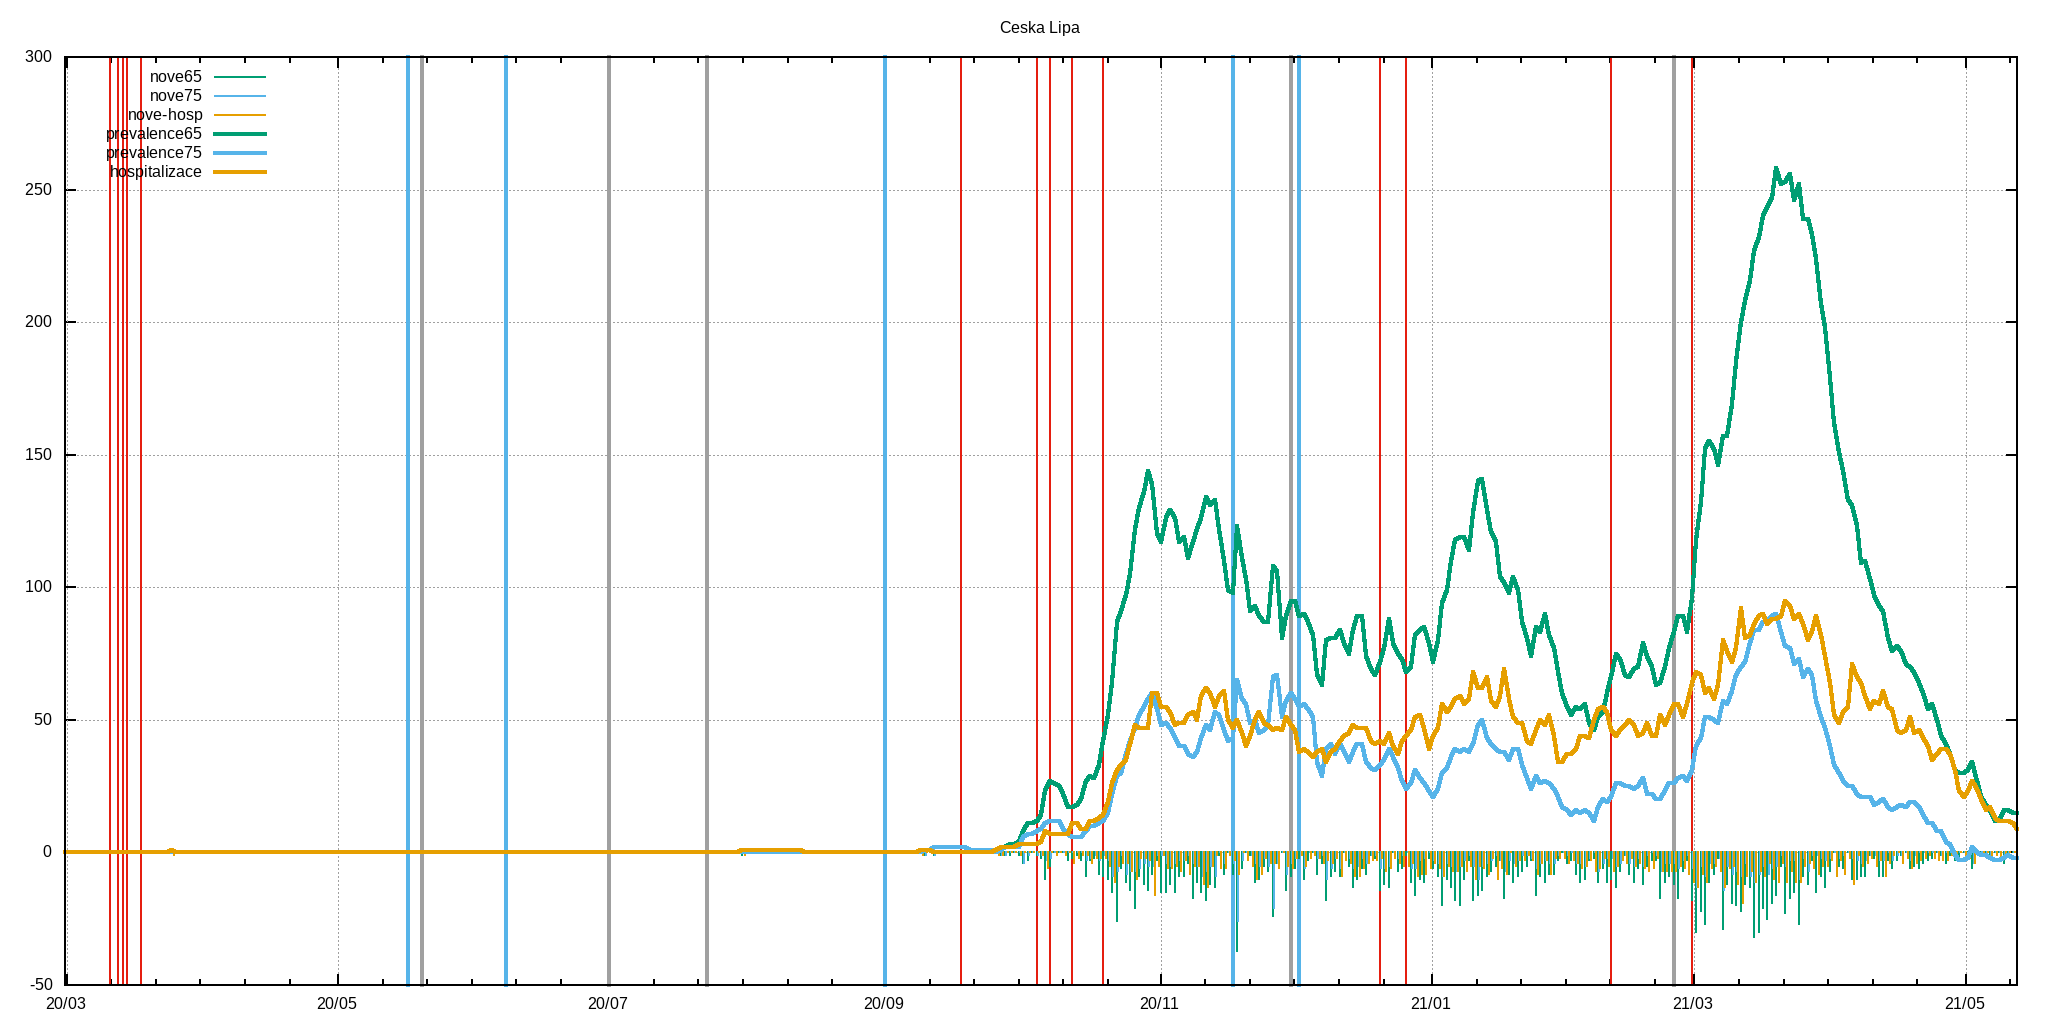 Ceska Lipa
300
250
200
150
100
50
0
-50
nove65
nove75
nove-hosp
prevalence65
prevalence75
hospitalizace
20/03 20/05 20/07 20/09 20/11 21/01 21/03 21/05